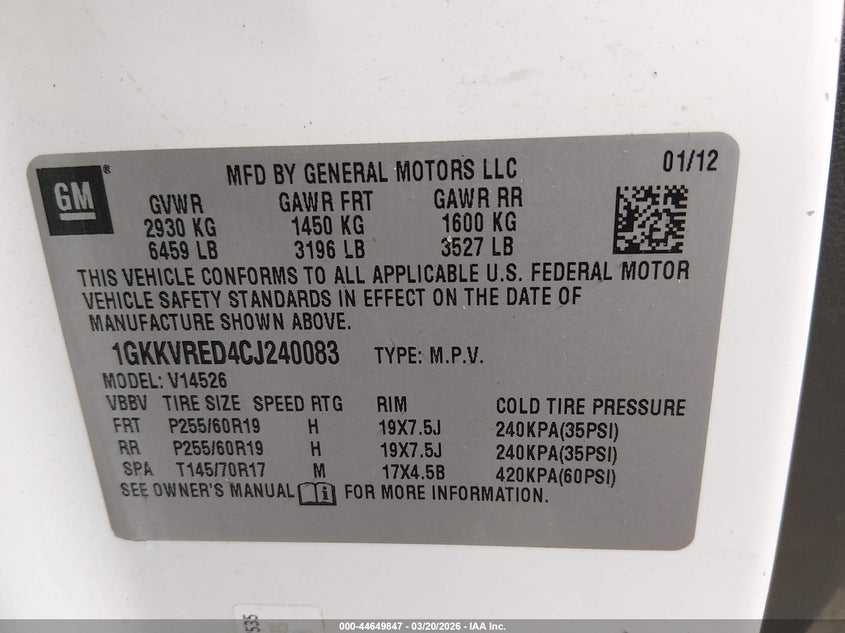 GM
®
MFD BY GENERAL MOTORS LLC
01/12
GVWR GAWR FRT GAWR RR
2930 KG 1450 KG 1600 KG
6459 LB 3196 LB 3527 LB
THIS VEHICLE CONFORMS TO ALL APPLICABLE U.S. FEDERAL MOTOR
VEHICLE SAFETY STANDARDS IN EFFECT ON THE DATE OF
MANUFACTURE SHOWN ABOVE.
1GKKVRED4CJ240083 TYPE: M.P.V.
MODEL: V14526
VBBV TIRE SIZE SPEED RTG RIM COLD TIRE PRESSURE
FRT P255/60R19 H 19X7.5J 240KPA(35PSI)
RR P255/60R19 H 19X7.5J 240KPA(35PSI)
SPA T145/70R17 M 17X4.5B 420KPA(60PSI)
SEE OWNER'S MANUAL i FOR MORE INFORMATION.
000-44649847 - 03/20/2026 - IAA Inc.